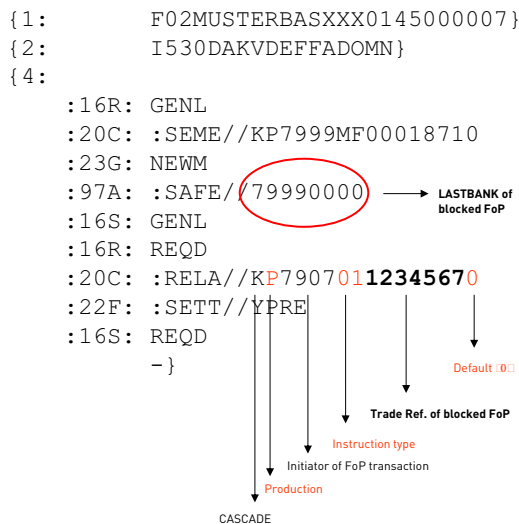 {1: F02MUSTERBASXXX0145000007}
{2: I530DAKVDEFFADOMN}
{4:
:16R: GENL
:20C: :SEME//KP7999MF00018710
:23G: NEWM
:97A: :SAFE//79990000
LASTBANK of
blocked FoP
:16S: GENL
:16R: REQD
:20C: :RELA//KP79070112345670
:22F: :SETT//YPRE
:16S: REQD
-}
Default 0
Trade Ref. of blocked FoP
Instruction type
Initiator of FoP transaction
Production
CASCADE